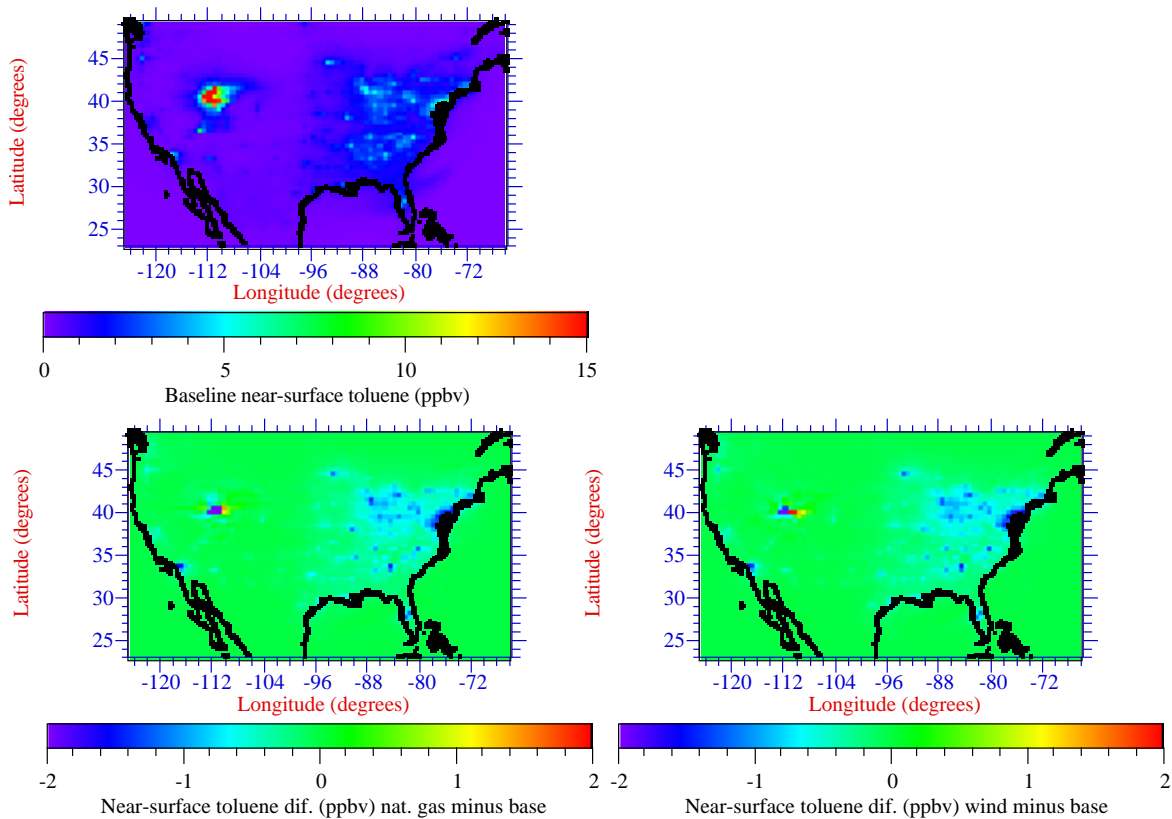 45
40
35
30
25
Latitude (degrees)
-120 -112 -104 -96 -88 -80 -72
Longitude (degrees)
0 5 10 15
Baseline near-surface toluene (ppbv)
45
40
35
30
25
Latitude (degrees)
-120 -112 -104 -96 -88 -80 -72
Longitude (degrees)
-2 -1 0 1 2
Near-surface toluene dif. (ppbv) nat. gas minus base
45
40
35
30
25
Latitude (degrees)
-120 -112 -104 -96 -88 -80 -72
Longitude (degrees)
-2 -1 0 1 2
Near-surface toluene dif. (ppbv) wind minus base